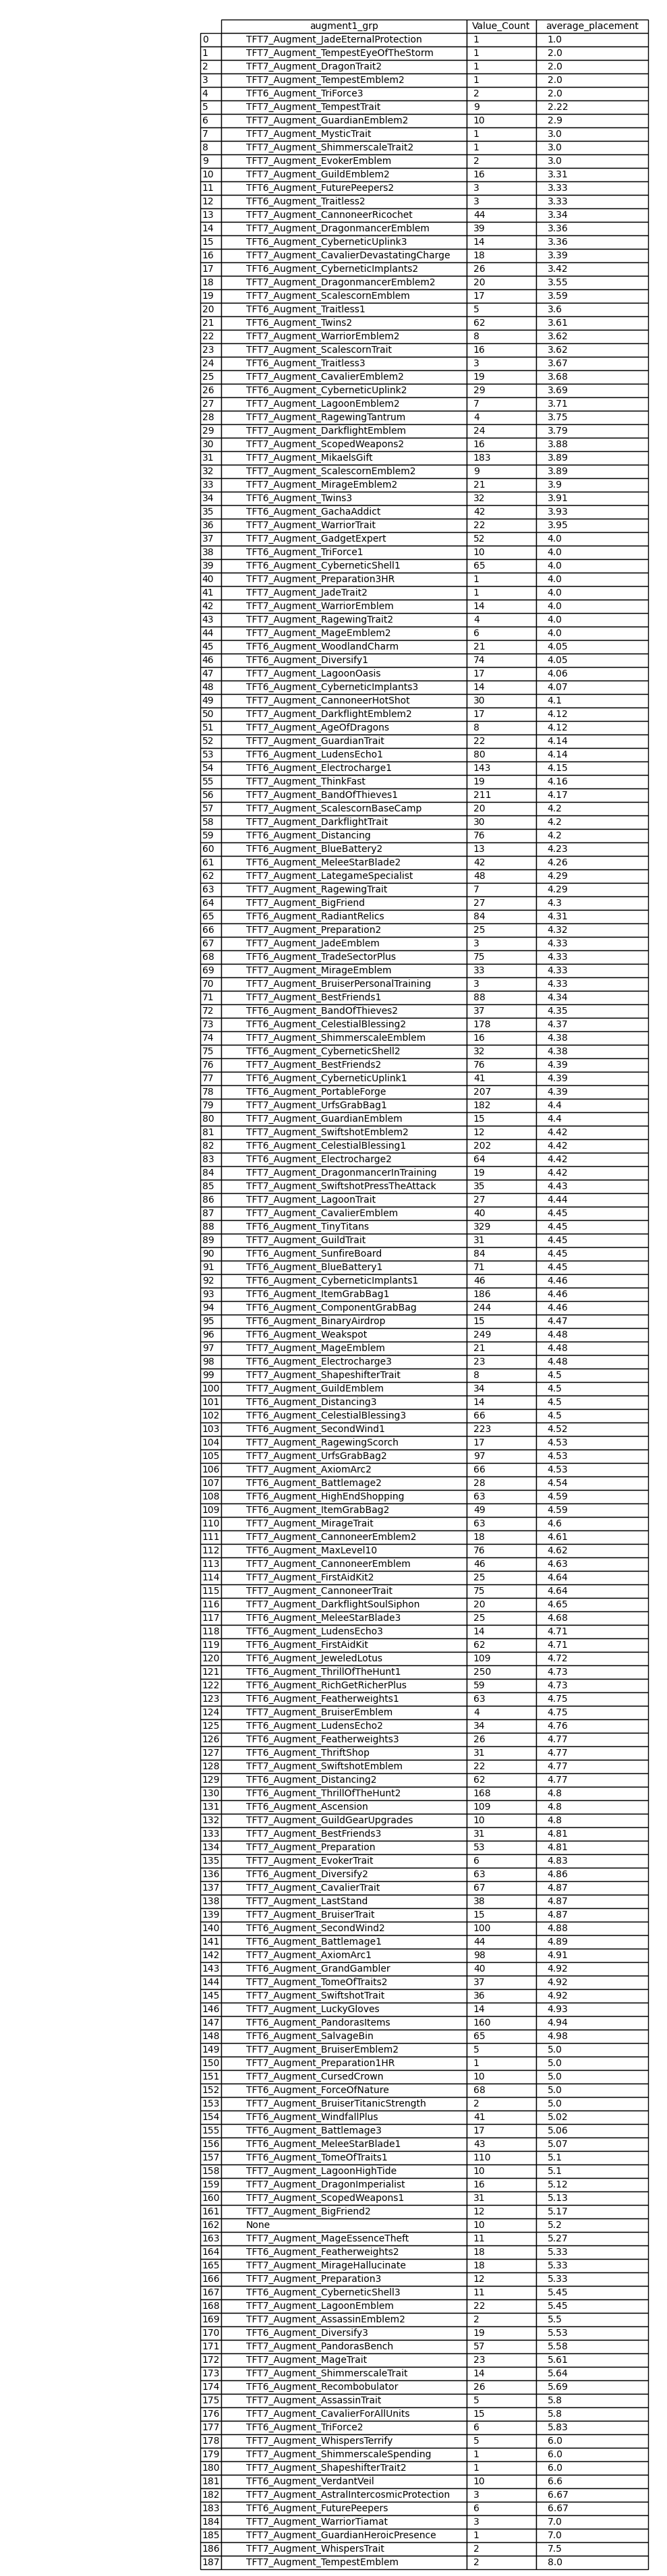 augment1_grp Value_Count average_placement
0 TFT7_Augment_JadeEternalProtection 1 1.0
1 TFT7_Augment_TempestEyeOfTheStorm 1 2.0
2 TFT7_Augment_DragonTrait2 1 2.0
3 TFT7_Augment_TempestEmblem2 1 2.0
4 TFT6_Augment_TriForce3 2 2.0
5 TFT7_Augment_TempestTrait 9 2.22
6 TFT7_Augment_GuardianEmblem2 10 2.9
7 TFT7_Augment_MysticTrait 1 3.0
8 TFT7_Augment_ShimmerscaleTrait2 1 3.0
9 TFT7_Augment_EvokerEmblem 2 3.0
10 TFT7_Augment_GuildEmblem2 16 3.31
11 TFT6_Augment_FuturePeepers2 3 3.33
12 TFT6_Augment_Traitless2 3 3.33
13 TFT7_Augment_CannoneerRicochet 44 3.34
14 TFT7_Augment_DragonmancerEmblem 39 3.36
15 TFT6_Augment_CyberneticUplink3 14 3.36
16 TFT7_Augment_CavalierDevastatingCharge 18 3.39
17 TFT6_Augment_CyberneticImplants2 26 3.42
18 TFT7_Augment_DragonmancerEmblem2 20 3.55
19 TFT7_Augment_ScalescornEmblem 17 3.59
20 TFT6_Augment_Traitless1 5 3.6
21 TFT6_Augment_Twins2 62 3.61
22 TFT7_Augment_WarriorEmblem2 8 3.62
23 TFT7_Augment_ScalescornTrait 16 3.62
24 TFT6_Augment_Traitless3 3 3.67
25 TFT7_Augment_CavalierEmblem2 19 3.68
26 TFT6_Augment_CyberneticUplink2 29 3.69
27 TFT7_Augment_LagoonEmblem2 7 3.71
28 TFT7_Augment_RagewingTantrum 4 3.75
29 TFT7_Augment_DarkflightEmblem 24 3.79
30 TFT6_Augment_ScopedWeapons2 16 3.88
31 TFT7_Augment_MikaelsGift 183 3.89
32 TFT7_Augment_ScalescornEmblem2 9 3.89
33 TFT7_Augment_MirageEmblem2 21 3.9
34 TFT6_Augment_Twins3 32 3.91
35 TFT6_Augment_GachaAddict 42 3.93
36 TFT7_Augment_WarriorTrait 22 3.95
37 TFT7_Augment_GadgetExpert 52 4.0
38 TFT6_Augment_TriForce1 10 4.0
39 TFT6_Augment_CyberneticShell1 65 4.0
40 TFT7_Augment_Preparation3HR 1 4.0
41 TFT7_Augment_JadeTrait2 1 4.0
42 TFT7_Augment_WarriorEmblem 14 4.0
43 TFT7_Augment_RagewingTrait2 4 4.0
44 TFT7_Augment_MageEmblem2 6 4.0
45 TFT6_Augment_WoodlandCharm 21 4.05
46 TFT6_Augment_Diversify1 74 4.05
47 TFT7_Augment_LagoonOasis 17 4.06
48 TFT6_Augment_CyberneticImplants3 14 4.07
49 TFT7_Augment_CannoneerHotShot 30 4.1
50 TFT7_Augment_DarkflightEmblem2 17 4.12
51 TFT7_Augment_AgeOfDragons 8 4.12
52 TFT7_Augment_GuardianTrait 22 4.14
53 TFT6_Augment_LudensEcho1 80 4.14
54 TFT6_Augment_Electrocharge1 143 4.15
55 TFT7_Augment_ThinkFast 19 4.16
56 TFT7_Augment_BandOfThieves1 211 4.17
57 TFT7_Augment_ScalescornBaseCamp 20 4.2
58 TFT7_Augment_DarkflightTrait 30 4.2
59 TFT6_Augment_Distancing 76 4.2
60 TFT6_Augment_BlueBattery2 13 4.23
61 TFT6_Augment_MeleeStarBlade2 42 4.26
62 TFT7_Augment_LategameSpecialist 48 4.29
63 TFT7_Augment_RagewingTrait 7 4.29
64 TFT7_Augment_BigFriend 27 4.3
65 TFT6_Augment_RadiantRelics 84 4.31
66 TFT7_Augment_Preparation2 25 4.32
67 TFT7_Augment_JadeEmblem 3 4.33
68 TFT6_Augment_TradeSectorPlus 75 4.33
69 TFT7_Augment_MirageEmblem 33 4.33
70 TFT7_Augment_BruiserPersonalTraining 3 4.33
71 TFT7_Augment_BestFriends1 88 4.34
72 TFT6_Augment_BandOfThieves2 37 4.35
73 TFT6_Augment_CelestialBlessing2 178 4.37
74 TFT7_Augment_ShimmerscaleEmblem 16 4.38
75 TFT6_Augment_CyberneticShell2 32 4.38
76 TFT7_Augment_BestFriends2 76 4.39
77 TFT6_Augment_CyberneticUplink1 41 4.39
78 TFT6_Augment_PortableForge 207 4.39
79 TFT7_Augment_UrfsGrabBag1 182 4.4
80 TFT7_Augment_GuardianEmblem 15 4.4
81 TFT7_Augment_SwiftshotEmblem2 12 4.42
82 TFT6_Augment_CelestialBlessing1 202 4.42
83 TFT6_Augment_Electrocharge2 64 4.42
84 TFT7_Augment_DragonmancerInTraining 19 4.42
85 TFT7_Augment_SwiftshotPressTheAttack 35 4.43
86 TFT7_Augment_LagoonTrait 27 4.44
87 TFT7_Augment_CavalierEmblem 40 4.45
88 TFT6_Augment_TinyTitans 329 4.45
89 TFT7_Augment_GuildTrait 31 4.45
90 TFT6_Augment_SunfireBoard 84 4.45
91 TFT6_Augment_BlueBattery1 71 4.45
92 TFT6_Augment_CyberneticImplants1 46 4.46
93 TFT6_Augment_ItemGrabBag1 186 4.46
94 TFT6_Augment_ComponentGrabBag 244 4.46
95 TFT6_Augment_BinaryAirdrop 15 4.47
96 TFT6_Augment_Weakspot 249 4.48
97 TFT7_Augment_MageEmblem 21 4.48
98 TFT6_Augment_Electrocharge3 23 4.48
99 TFT7_Augment_ShapeshifterTrait 8 4.5
100 TFT7_Augment_GuildEmblem 34 4.5
101 TFT6_Augment_Distancing3 14 4.5
102 TFT6_Augment_CelestialBlessing3 66 4.5
103 TFT6_Augment_SecondWind1 223 4.52
104 TFT7_Augment_RagewingScorch 17 4.53
105 TFT7_Augment_UrfsGrabBag2 97 4.53
106 TFT7_Augment_AxiomArc2 66 4.53
107 TFT6_Augment_Battlemage2 28 4.54
108 TFT6_Augment_HighEndShopping 63 4.59
109 TFT6_Augment_ItemGrabBag2 49 4.59
110 TFT7_Augment_MirageTrait 63 4.6
111 TFT7_Augment_CannoneerEmblem2 18 4.61
112 TFT6_Augment_MaxLevel10 76 4.62
113 TFT7_Augment_CannoneerEmblem 46 4.63
114 TFT7_Augment_FirstAidKit2 25 4.64
115 TFT7_Augment_CannoneerTrait 75 4.64
116 TFT7_Augment_DarkflightSoulSiphon 20 4.65
117 TFT6_Augment_MeleeStarBlade3 25 4.68
118 TFT6_Augment_LudensEcho3 14 4.71
119 TFT6_Augment_FirstAidKit 62 4.71
120 TFT6_Augment_JeweledLotus 109 4.72
121 TFT6_Augment_ThrillOfTheHunt1 250 4.73
122 TFT6_Augment_RichGetRicherPlus 59 4.73
123 TFT6_Augment_Featherweights1 63 4.75
124 TFT7_Augment_BruiserEmblem 4 4.75
125 TFT6_Augment_LudensEcho2 34 4.76
126 TFT6_Augment_Featherweights3 26 4.77
127 TFT6_Augment_ThriftShop 31 4.77
128 TFT7_Augment_SwiftshotEmblem 22 4.77
129 TFT6_Augment_Distancing2 62 4.77
130 TFT6_Augment_ThrillOfTheHunt2 168 4.8
131 TFT6_Augment_Ascension 109 4.8
132 TFT7_Augment_GuildGearUpgrades 10 4.8
133 TFT7_Augment_BestFriends3 31 4.81
134 TFT7_Augment_Preparation 53 4.81
135 TFT7_Augment_EvokerTrait 6 4.83
136 TFT6_Augment_Diversify2 63 4.86
137 TFT7_Augment_CavalierTrait 67 4.87
138 TFT7_Augment_LastStand 38 4.87
139 TFT7_Augment_BruiserTrait 15 4.87
140 TFT6_Augment_SecondWind2 100 4.88
141 TFT6_Augment_Battlemage1 44 4.89
142 TFT7_Augment_AxiomArc1 98 4.91
143 TFT6_Augment_GrandGambler 40 4.92
144 TFT7_Augment_TomeOfTraits2 37 4.92
145 TFT7_Augment_SwiftshotTrait 36 4.92
146 TFT7_Augment_LuckyGloves 14 4.93
147 TFT6_Augment_PandorasItems 160 4.94
148 TFT6_Augment_SalvageBin 65 4.98
149 TFT7_Augment_BruiserEmblem2 5 5.0
150 TFT7_Augment_Preparation1HR 1 5.0
151 TFT7_Augment_CursedCrown 10 5.0
152 TFT6_Augment_ForceOfNature 68 5.0
153 TFT7_Augment_BruiserTitanicStrength 2 5.0
154 TFT6_Augment_WindfallPlus 41 5.02
155 TFT6_Augment_Battlemage3 17 5.06
156 TFT6_Augment_MeleeStarBlade1 43 5.07
157 TFT6_Augment_TomeOfTraits1 110 5.1
158 TFT7_Augment_LagoonHighTide 10 5.1
159 TFT7_Augment_DragonImperialist 16 5.12
160 TFT7_Augment_ScopedWeapons1 31 5.13
161 TFT7_Augment_BigFriend2 12 5.17
162 None 10 5.2
163 TFT7_Augment_MageEssenceTheft 11 5.27
164 TFT6_Augment_Featherweights2 18 5.33
165 TFT7_Augment_MirageHallucinate 18 5.33
166 TFT7_Augment_Preparation3 12 5.33
167 TFT6_Augment_CyberneticShell3 11 5.45
168 TFT7_Augment_LagoonEmblem 22 5.45
169 TFT7_Augment_AssassinEmblem2 2 5.5
170 TFT6_Augment_Diversify3 19 5.53
171 TFT7_Augment_PandorasBench 57 5.58
172 TFT7_Augment_MageTrait 23 5.61
173 TFT7_Augment_ShimmerscaleTrait 14 5.64
174 TFT6_Augment_Recombobulator 26 5.69
175 TFT7_Augment_AssassinTrait 5 5.8
176 TFT7_Augment_CavalierForAllUnits 15 5.8
177 TFT6_Augment_TriForce2 6 5.83
178 TFT7_Augment_WhispersTerrify 5 6.0
179 TFT7_Augment_ShimmerscaleSpending 1 6.0
180 TFT7_Augment_ShapeshifterTrait2 1 6.0
181 TFT6_Augment_VerdantVeil 10 6.6
182 TFT7_Augment_AstralIntercosmicProtection 3 6.67
183 TFT6_Augment_FuturePeepers 6 6.67
184 TFT7_Augment_WarriorTiamat 3 7.0
185 TFT7_Augment_GuardianHeroicPresence 1 7.0
186 TFT7_Augment_WhispersTrait 2 7.5
187 TFT7_Augment_TempestEmblem 2 8.0